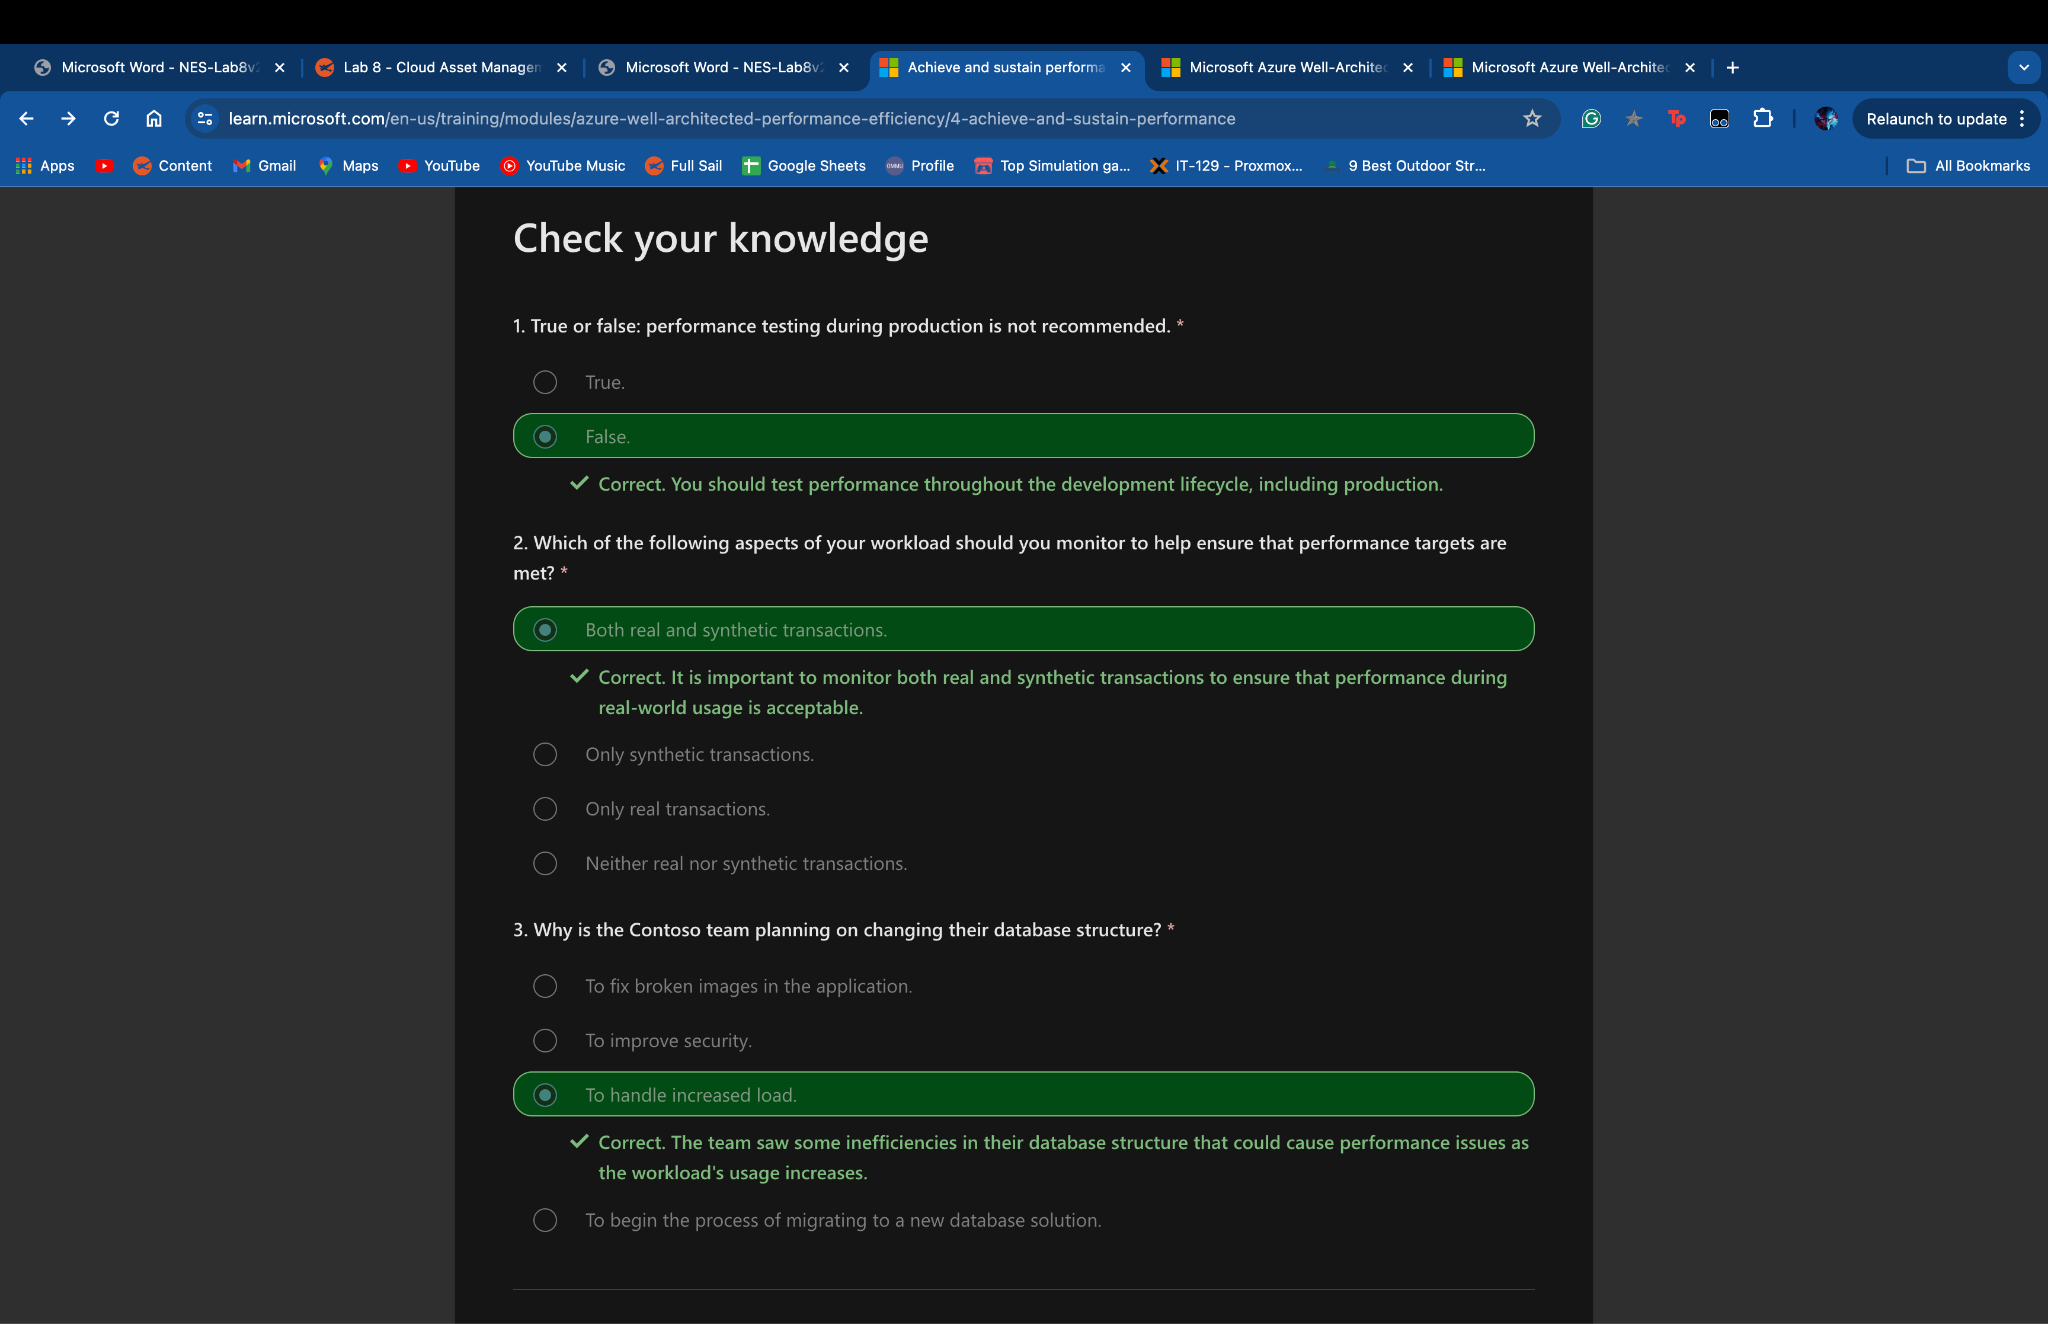 Microsoft Word - NES-Lab8v
Lab 8 - Cloud Asset Manage
Microsoft Word - NES-Lab8v
Achieve and sustain performa
Microsoft Azure Well-Archite
Microsoft Azure Well-Archite
learn.microsoft.com/en-us/training/modules/azure-well-architected-performance-efficiency/4-achieve-and-sustain-performance
Tp
Relaunch to update
Apps
Content
Gmail
Maps
YouTube
YouTube Music
Full Sail
Google Sheets
Profile
Top Simulation ga...
IT-129 - Proxmox...
9 Best Outdoor Str...
All Bookmarks
Check your knowledge
1. True or false: performance testing during production is not recommended. *
True.
False.
Correct. You should test performance throughout the development lifecycle, including production.
2. Which of the following aspects of your workload should you monitor to help ensure that performance targets are
met? *
Both real and synthetic transactions.
Correct. It is important to monitor both real and synthetic transactions to ensure that performance during
real-world usage is acceptable.
Only synthetic transactions.
Only real transactions.
Neither real nor synthetic transactions.
3. Why is the Contoso team planning on changing their database structure? *
To fix broken images in the application.
To improve security.
To handle increased load.
Correct. The team saw some inefficiencies in their database structure that could cause performance issues as
the workload's usage increases.
To begin the process of migrating to a new database solution.